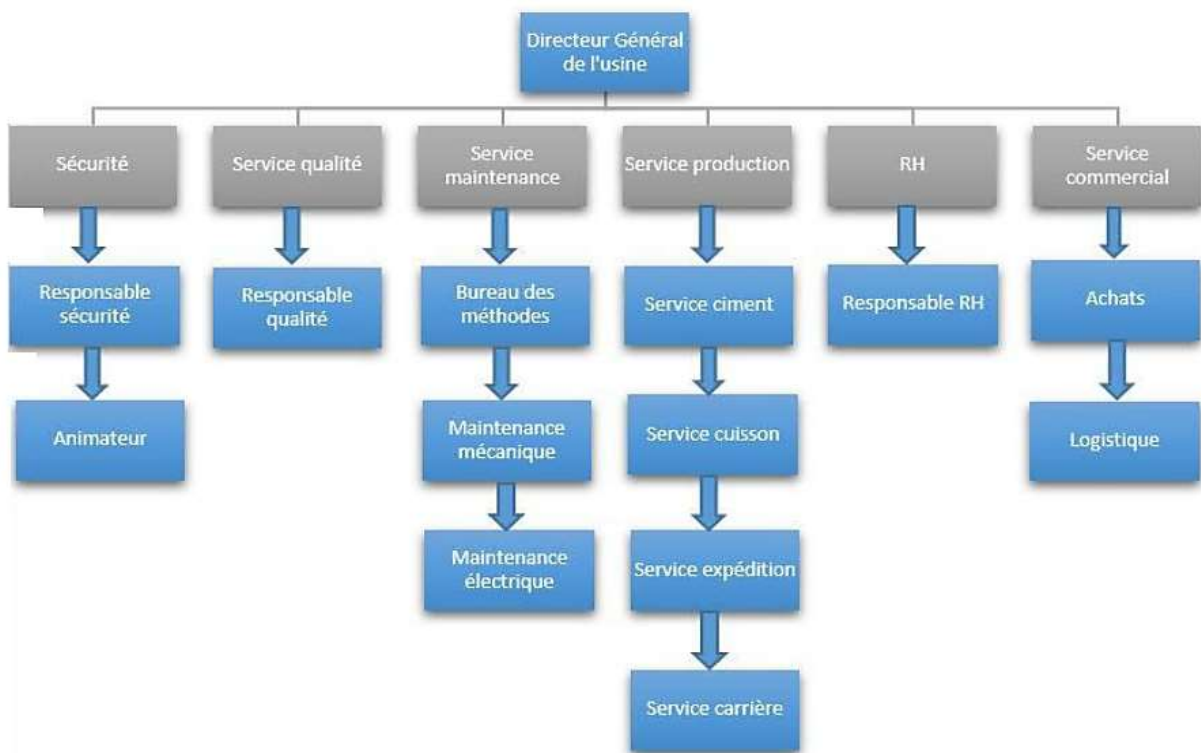 Directeur Général
de l'usine
Sécurité
Service qualité
Service
maintenance
Service production
RH
Service
commercial
Responsable
sécurité
Responsable
qualité
Bureau des
méthodes
Service ciment
Responsable RH
Achats
Animateur
Maintenance
mécanique
Service cuisson
Logistique
Maintenance
électrique
Service expédition
Service carrière